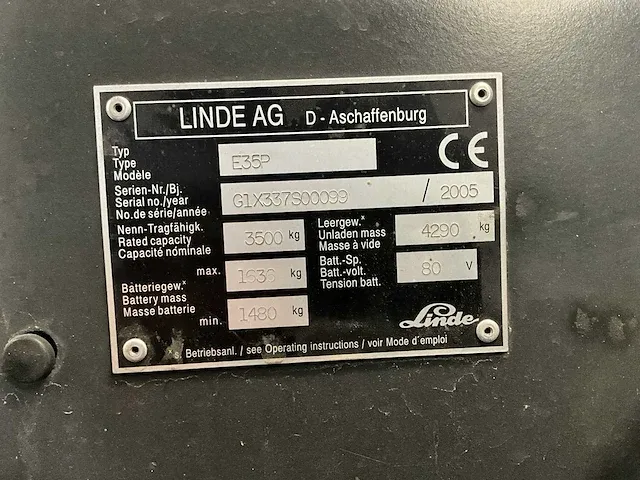 LINDE AG D - Aschaffenburg
Typ
Type
Modèle
E35P
CE
Serien-Nr./Bj.
Serial no./year
No. de série/année
G1X337S00099 / 2005
Nenn-Tragfähigk.
Rated capacity
Capacité nominale
3500 kg
Leergew.*
Unladen mass
Masse à vide
4290 kg
Batteriegew.*
Battery mass
Masse batterie
max. 1630 kg
min. 1480 kg
Batt.-Sp.
Batt.-volt.
Tension batt.
80 V
Linde
*s. Betriebsanl. / see Operating instructions / voir Mode d'emploi